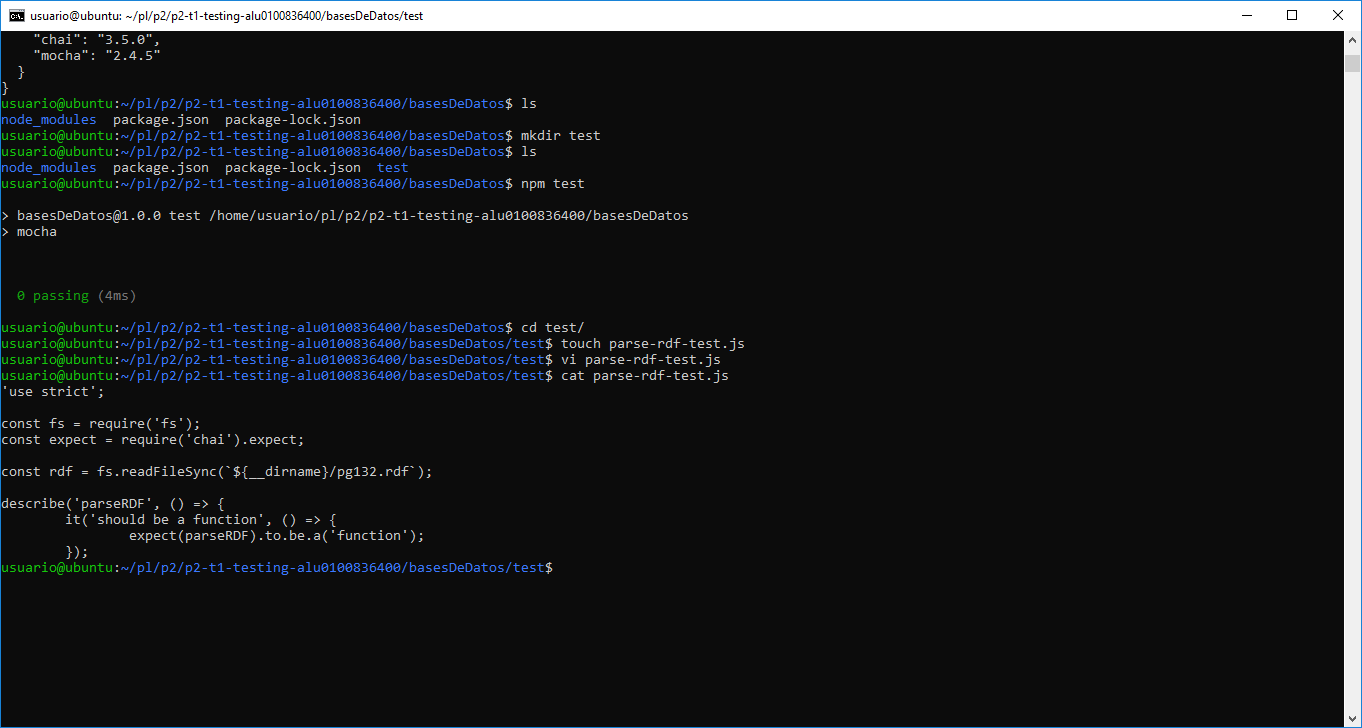 usuario@ubuntu: ~/pl/p2/p2-t1-testing-alu0100836400/basesDeDatos/test
    "chai": "3.5.0",
    "mocha": "2.4.5"
  }
}
usuario@ubuntu:~/pl/p2/p2-t1-testing-alu0100836400/basesDeDatos$ ls
node_modules  package.json  package-lock.json
usuario@ubuntu:~/pl/p2/p2-t1-testing-alu0100836400/basesDeDatos$ mkdir test
usuario@ubuntu:~/pl/p2/p2-t1-testing-alu0100836400/basesDeDatos$ ls
node_modules  package.json  package-lock.json  test
usuario@ubuntu:~/pl/p2/p2-t1-testing-alu0100836400/basesDeDatos$ npm test
> basesDeDatos@1.0.0 test /home/usuario/pl/p2/p2-t1-testing-alu0100836400/basesDeDatos
> mocha
  0 passing (4ms)
usuario@ubuntu:~/pl/p2/p2-t1-testing-alu0100836400/basesDeDatos$ cd test/
usuario@ubuntu:~/pl/p2/p2-t1-testing-alu0100836400/basesDeDatos/test$ touch parse-rdf-test.js
usuario@ubuntu:~/pl/p2/p2-t1-testing-alu0100836400/basesDeDatos/test$ vi parse-rdf-test.js
usuario@ubuntu:~/pl/p2/p2-t1-testing-alu0100836400/basesDeDatos/test$ cat parse-rdf-test.js
'use strict';
const fs = require('fs');
const expect = require('chai').expect;
const rdf = fs.readFileSync(`${__dirname}/pg132.rdf`);
describe('parseRDF', () => {
        it('should be a function', () => {
                expect(parseRDF).to.be.a('function');
        });
usuario@ubuntu:~/pl/p2/p2-t1-testing-alu0100836400/basesDeDatos/test$